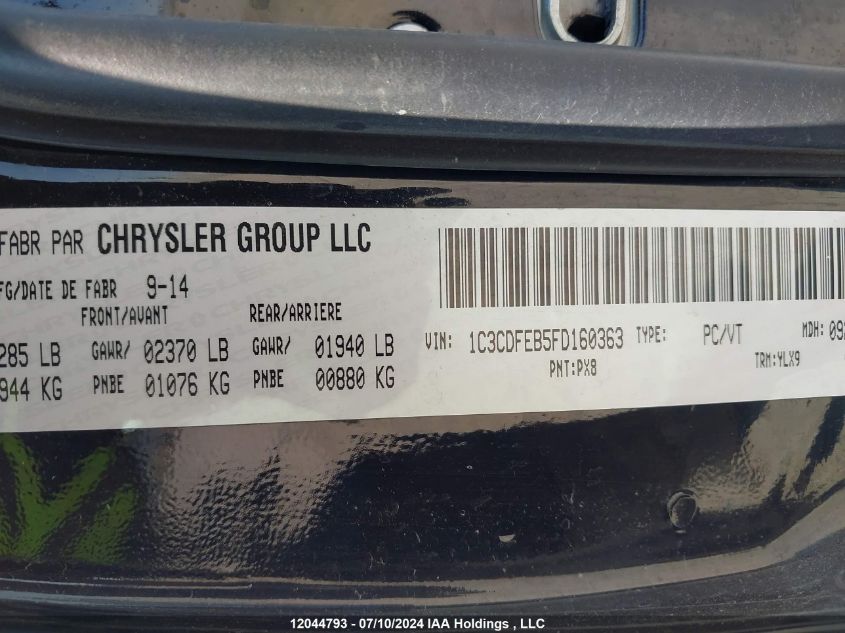 FABR PAR CHRYSLER GROUP LLC
FG/DATE DE FABR 9-14
FRONT/AVANT REAR/ARRIERE
285 LB GAWR/ 02370 LB GAWR/ 01940 LB
944 KG PNBE 01076 KG PNBE 00880 KG
VIN: 1C3CDFEB5FD160363 TYPE: PC/VT MDH: 09
PNT:PX8 TRM:YLX9
12044793 - 07/10/2024 IAA Holdings , LLC